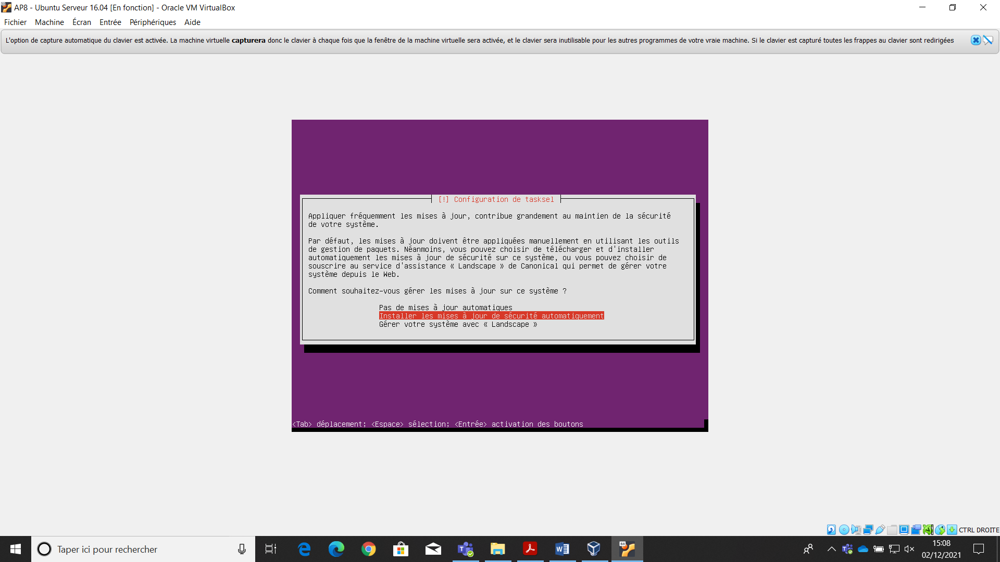 AP8 - Ubuntu Serveur 16.04 [En fonction] - Oracle VM VirtualBox
Fichier Machine Écran Entrée Périphériques Aide
L'option de capture automatique du clavier est activée. La machine virtuelle capturera donc le clavier à chaque fois que la fenêtre de la machine virtuelle sera activée, et le clavier sera inutilisable pour les autres programmes de votre vraie machine. Si le clavier est capturé toutes les frappes au clavier sont redirigées
[!] Configuration de tasksel
Appliquer fréquemment les mises à jour, contribue grandement au maintien de la sécurité
de votre système.
Par défaut, les mises à jour doivent être appliquées manuellement en utilisant les outils
de gestion de paquets. Néanmoins, vous pouvez choisir de télécharger et d'installer
automatiquement les mises à jour de sécurité sur ce système, ou vous pouvez choisir de
souscrire au service d'assistance « Landscape » de Canonical qui permet de gérer votre
système depuis le Web.
Comment souhaitez-vous gérer les mises à jour sur ce système ?
Pas de mises à jour automatiques
Installer les mises à jour de sécurité automatiquement
Gérer votre système avec « Landscape »
<Tab> déplacement; <Espace> sélection; <Entrée> activation des boutons
CTRL DROITE
Taper ici pour rechercher
15:08
02/12/2021